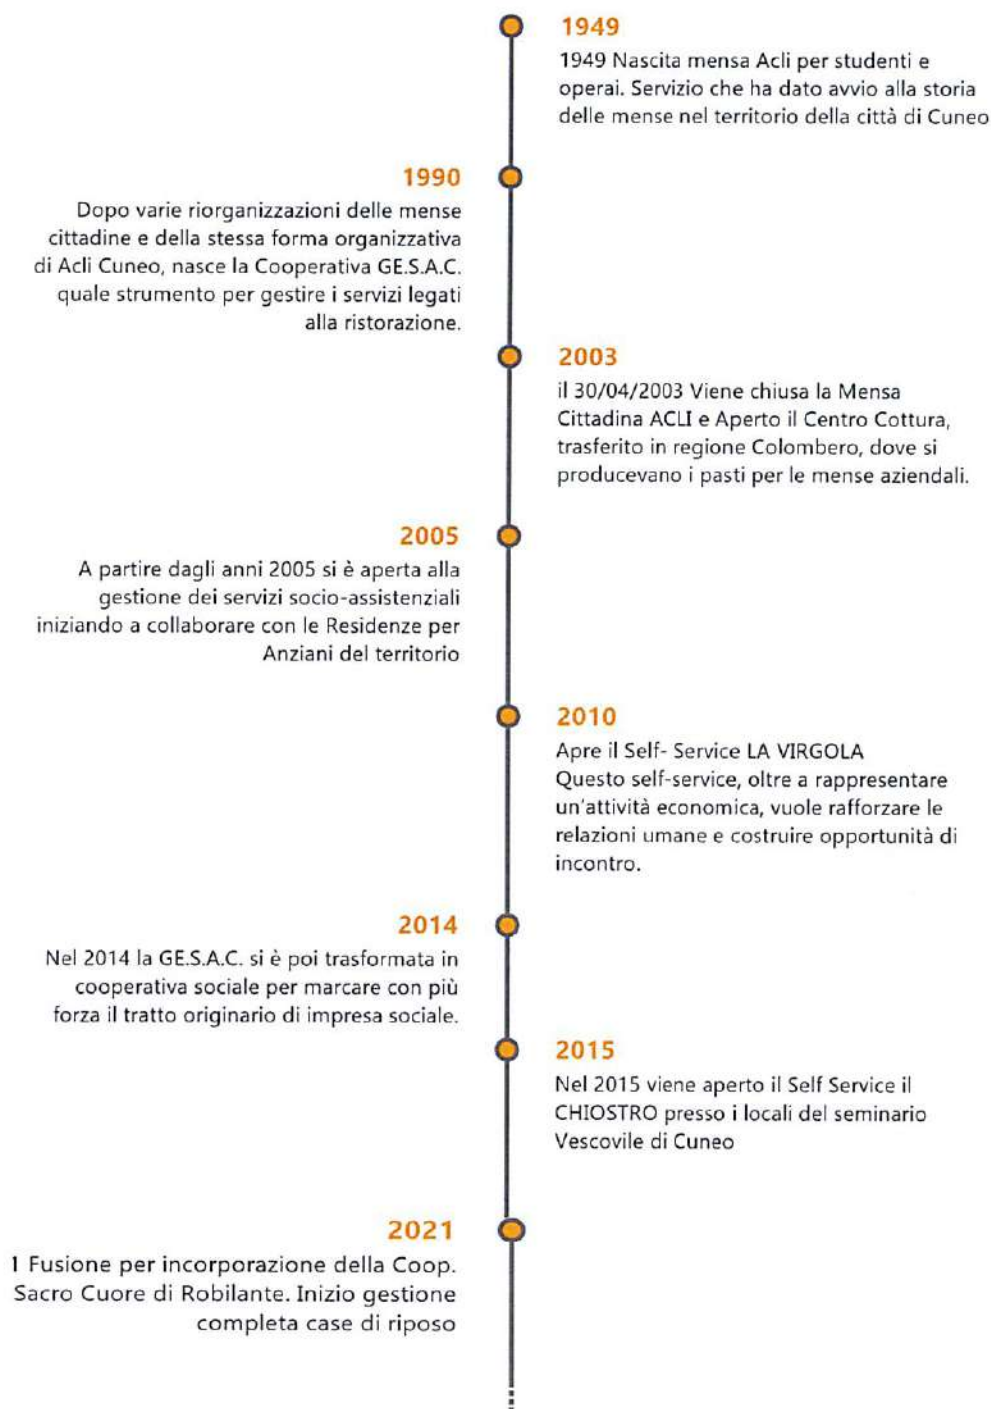 1949
1949 Nascita mensa Acli per studenti e
operai. Servizio che ha dato avvio alla storia
delle mense nel territorio della città di Cuneo
1990
Dopo varie riorganizzazioni delle mense
cittadine e della stessa forma organizzativa
di Acli Cuneo, nasce la Cooperativa GE.S.A.C.
quale strumento per gestire i servizi legati
alla ristorazione.
2003
il 30/04/2003 Viene chiusa la Mensa
Cittadina ACLI e Aperto il Centro Cottura,
trasferito in regione Colombero, dove si
producevano i pasti per le mense aziendali.
2005
A partire dagli anni 2005 si è aperta alla
gestione dei servizi socio-assistenziali
iniziando a collaborare con le Residenze per
Anziani del territorio
2010
Apre il Self- Service LA VIRGOLA
Questo self-service, oltre a rappresentare
un'attività economica, vuole rafforzare le
relazioni umane e costruire opportunità di
incontro.
2014
Nel 2014 la GE.S.A.C. si è poi trasformata in
cooperativa sociale per marcare con più
forza il tratto originario di impresa sociale.
2015
Nel 2015 viene aperto il Self Service il
CHIOSTRO presso i locali del seminario
Vescovile di Cuneo
2021
1 Fusione per incorporazione della Coop.
Sacro Cuore di Robilante. Inizio gestione
completa case di riposo